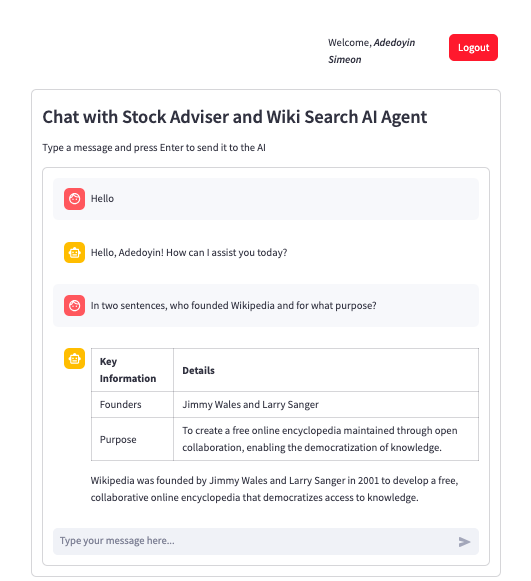 Welcome, Adedoyin
Simeon
Logout
Chat with Stock Adviser and Wiki Search AI Agent
Type a message and press Enter to send it to the AI
Hello
Hello, Adedoyin! How can I assist you today?
In two sentences, who founded Wikipedia and for what purpose?
Key
Information
Details
Founders
Jimmy Wales and Larry Sanger
Purpose
To create a free online encyclopedia maintained through open
collaboration, enabling the democratization of knowledge.
Wikipedia was founded by Jimmy Wales and Larry Sanger in 2001 to develop a free,
collaborative online encyclopedia that democratizes access to knowledge.
Type your message here...